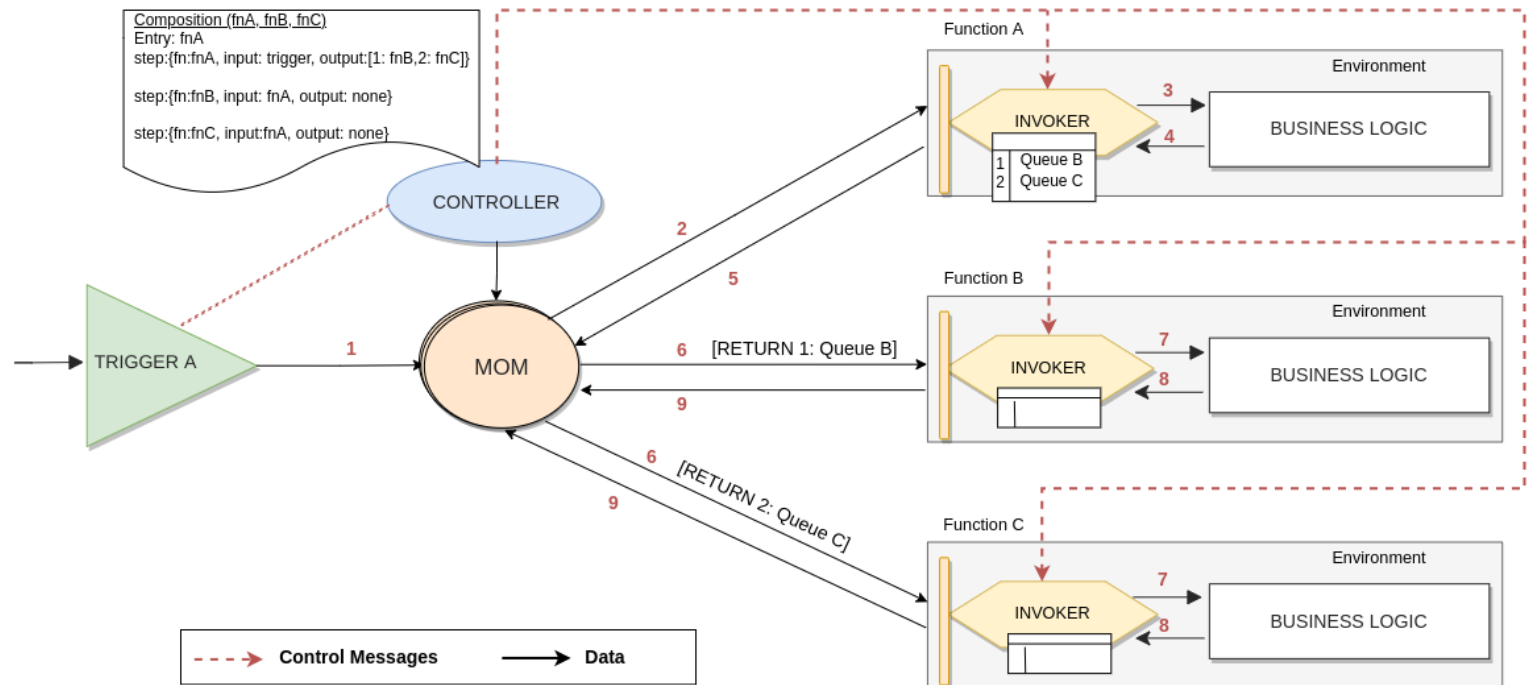 Composition (fnA, fnB, fnC)
Entry: fnA
step:{fn:fnA, input: trigger, output:[1: fnB,2: fnC]}
step:{fn:fnB, input: fnA, output: none}
step:{fn:fnC, input:fnA, output: none}
CONTROLLER
TRIGGER A
1
MOM
2
5
6 [RETURN 1: Queue B]
9
6 [RETURN 2: Queue C]
9
Function A
Environment
INVOKER
1 Queue B
2 Queue C
3
4
BUSINESS LOGIC
Function B
Environment
INVOKER
7
8
BUSINESS LOGIC
Function C
Environment
INVOKER
7
8
BUSINESS LOGIC
Control Messages
Data